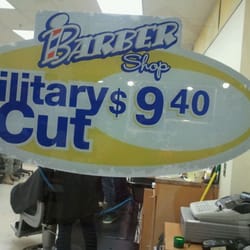 BARBER
Shop
ilitary $ 9 40
Cut